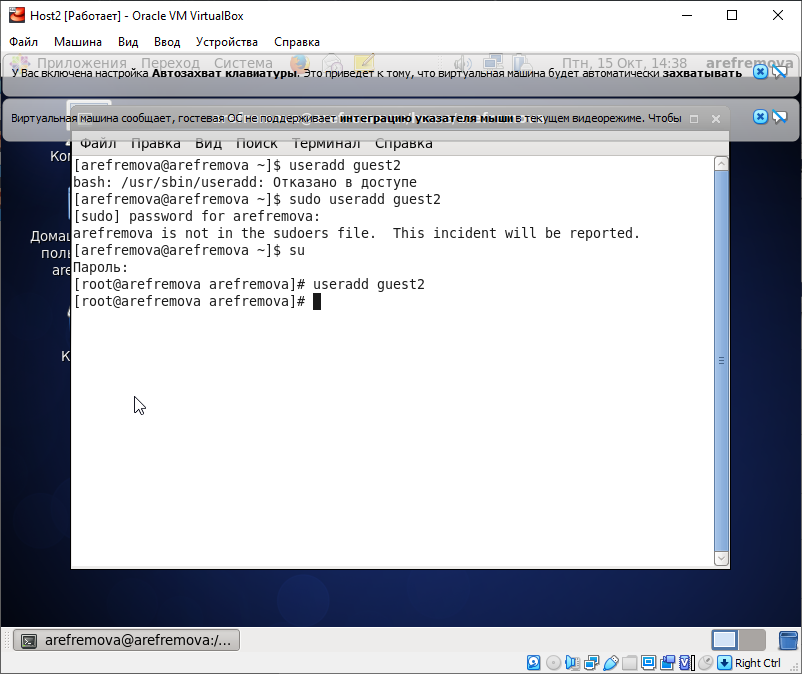 Host2 [Работает] - Oracle VM VirtualBox
Файл Машина Вид Ввод Устройства Справка
Приложения Переход Система Птн, 15 Окт, 14:38 arefremova
У Вас включена настройка Автозахват клавиатуры. Это приведет к тому, что виртуальная машина будет автоматически захватывать
Виртуальная машина сообщает, гостевая ОС не поддерживает интеграцию указателя мыши в текущем видеорежиме. Чтобы
Файл Правка Вид Поиск Терминал Справка
[arefremova@arefremova ~]$ useradd guest2
bash: /usr/sbin/useradd: Отказано в доступе
[arefremova@arefremova ~]$ sudo useradd guest2
[sudo] password for arefremova:
arefremova is not in the sudoers file.  This incident will be reported.
[arefremova@arefremova ~]$ su
Пароль:
[root@arefremova arefremova]# useradd guest2
[root@arefremova arefremova]#
Ко
Дома
поль
are
К
arefremova@arefremova:/...
Right Ctrl